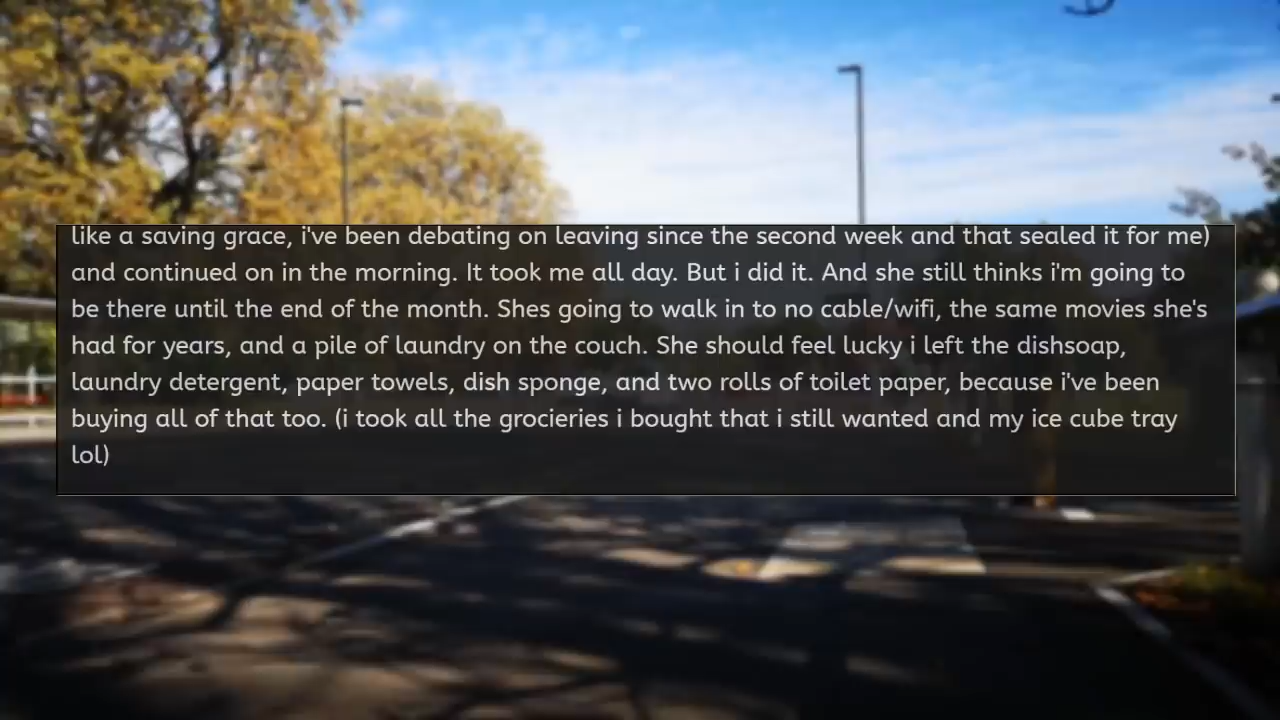 like a saving grace, i've been debating on leaving since the second week and that sealed it for me)
and continued on in the morning. It took me all day. But i did it. And she still thinks i'm going to
be there until the end of the month. Shes going to walk in to no cable/wifi, the same movies she's
had for years, and a pile of laundry on the couch. She should feel lucky i left the dishsoap,
laundry detergent, paper towels, dish sponge, and two rolls of toilet paper, because i've been
buying all of that too. (i took all the grocieries i bought that i still wanted and my ice cube tray
lol)